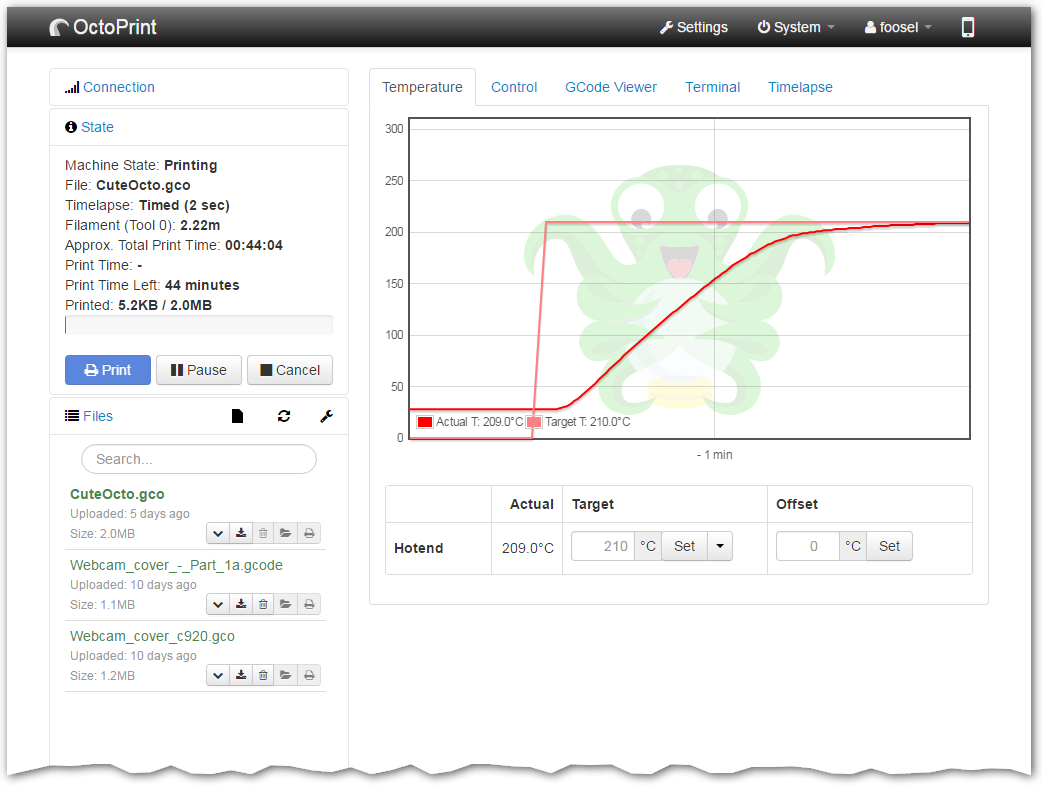 OctoPrint
Settings
System
foosel
Connection
State
Machine State: Printing
File: CuteOcto.gco
Timelapse: Timed (2 sec)
Filament (Tool 0): 2.22m
Approx. Total Print Time: 00:44:04
Print Time: -
Print Time Left: 44 minutes
Printed: 5.2KB / 2.0MB
Print
Pause
Cancel
Files
Search...
CuteOcto.gco
Uploaded: 5 days ago
Size: 2.0MB
Webcam_cover_-_Part_1a.gcode
Uploaded: 10 days ago
Size: 1.1MB
Webcam_cover_c920.gco
Uploaded: 10 days ago
Size: 1.2MB
Temperature
Control
GCode Viewer
Terminal
Timelapse
300
250
200
150
100
50
0
Actual T: 209.0°C
Target T: 210.0°C
- 1 min
Actual
Target
Offset
Hotend
209.0°C
210 °C Set
0 °C Set